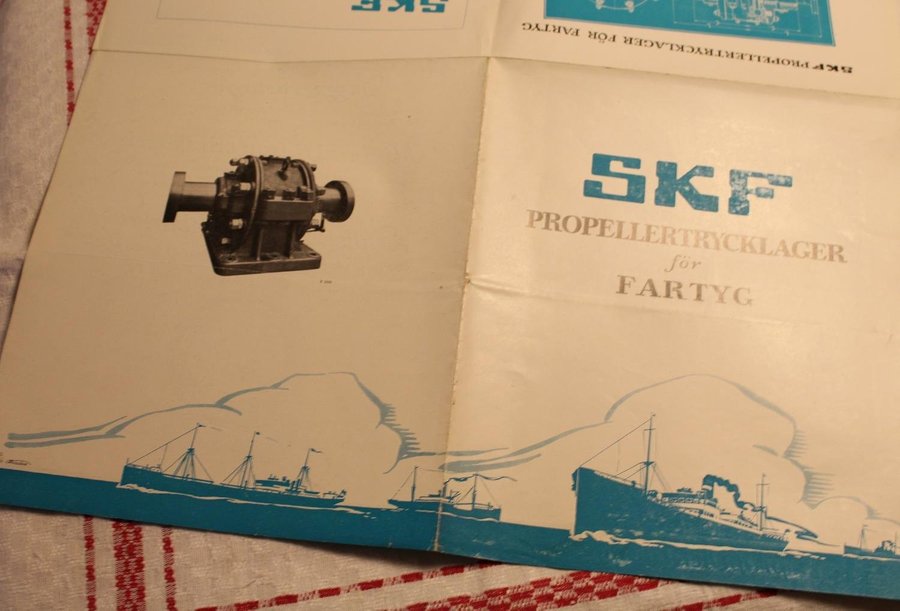 SKF
SKF PROPELLERTRYCKLAGER FÖR FARTYG
SKF
PROPELLERTRYCKLAGER
för
FARTYG